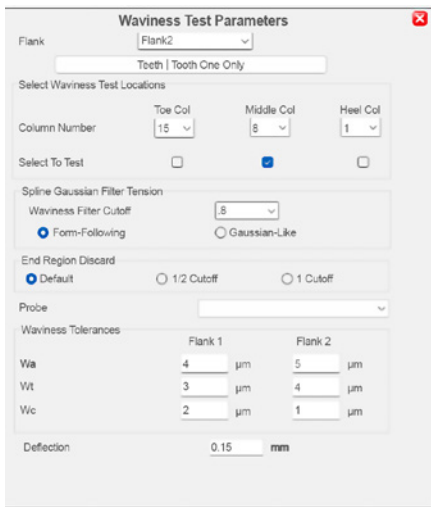 Waviness Test Parameters
Flank Flank2
Teeth | Tooth One Only
Select Waviness Test Locations
Toe Col Middle Col Heel Col
Column Number 15 8 1
Select To Test
Spline Gaussian Filter Tension
Waviness Filter Cutoff .8
Form-Following Gaussian-Like
End Region Discard
Default 1/2 Cutoff 1 Cutoff
Probe
Waviness Tolerances
Flank 1 Flank 2
Wa 4 µm 5 µm
Wt 3 µm 4 µm
Wc 2 µm 1 µm
Deflection 0.15 mm